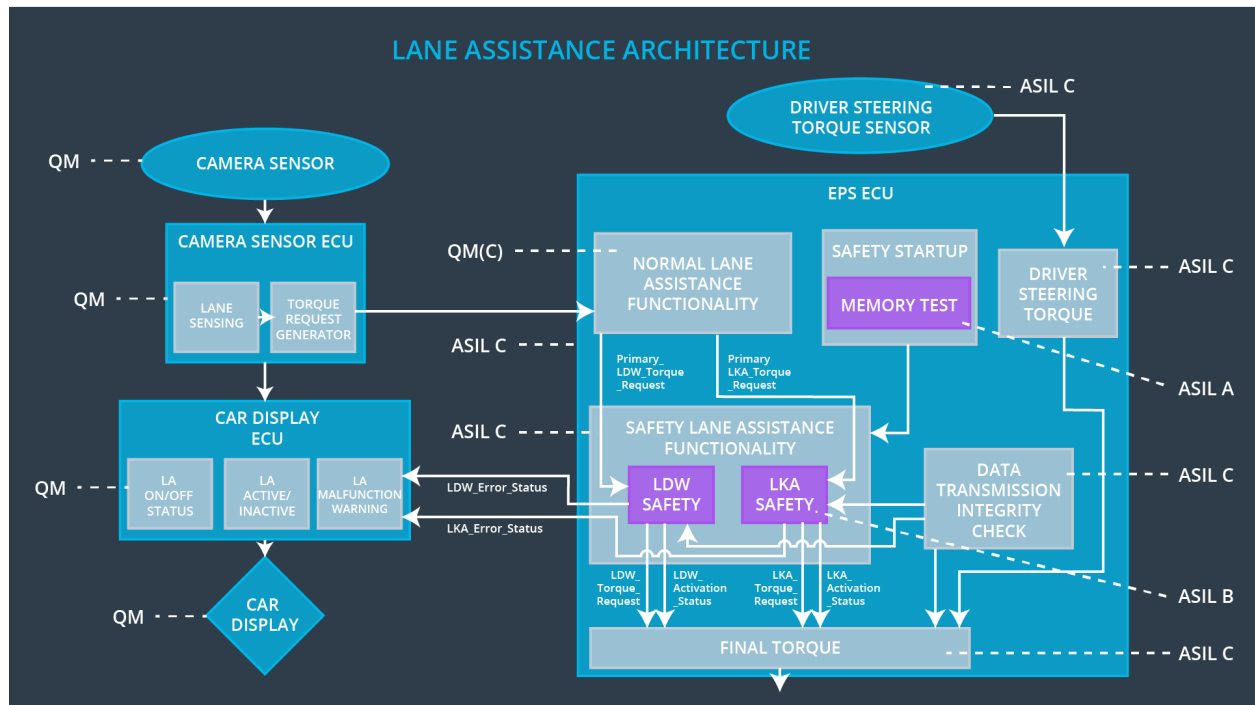 LANE ASSISTANCE ARCHITECTURE
ASIL C
DRIVER STEERING
TORQUE SENSOR
QM
CAMERA SENSOR
EPS ECU
CAMERA SENSOR ECU
QM(C)
NORMAL LANE
ASSISTANCE
FUNCTIONALITY
SAFETY STARTUP
MEMORY TEST
DRIVER
STEERING
TORQUE
ASIL C
QM
LANE
SENSING
TORQUE
REQUEST
GENERATOR
ASIL C
Primary_
LDW_Torque
_Request
Primary
LKA_Torque
_Request
ASIL A
CAR DISPLAY
ECU
ASIL C
SAFETY LANE ASSISTANCE
FUNCTIONALITY
QM
LA
ON/OFF
STATUS
LA
ACTIVE/
INACTIVE
LA
MALFUNCTION
WARNING
LDW_Error_Status
LKA_Error_Status
LDW
SAFETY
LKA
SAFETY
DATA
TRANSMISSION
INTEGRITY
CHECK
ASIL C
LDW_
Torque_
Request
LDW_
Activation
_Status
LKA_
Torque_
Request
LKA_
Activation
_Status
ASIL B
QM
CAR
DISPLAY
FINAL TORQUE
ASIL C